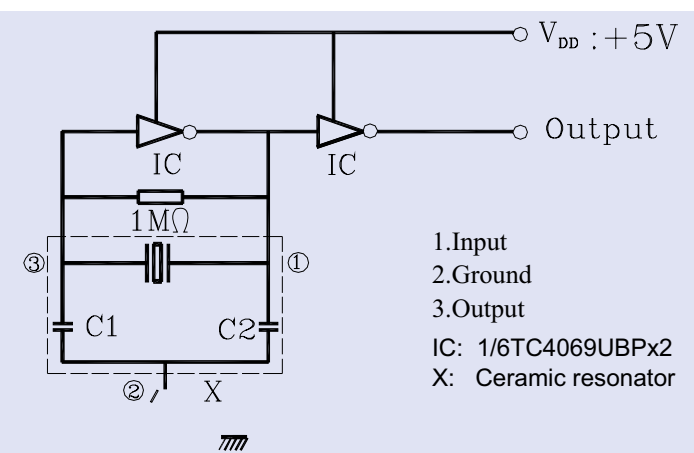 V_DD :+5V
Output
IC
IC
1MΩ
③
①
C1
C2
②
X
1.Input
2.Ground
3.Output
IC: 1/6TC4069UBPx2
X: Ceramic resonator